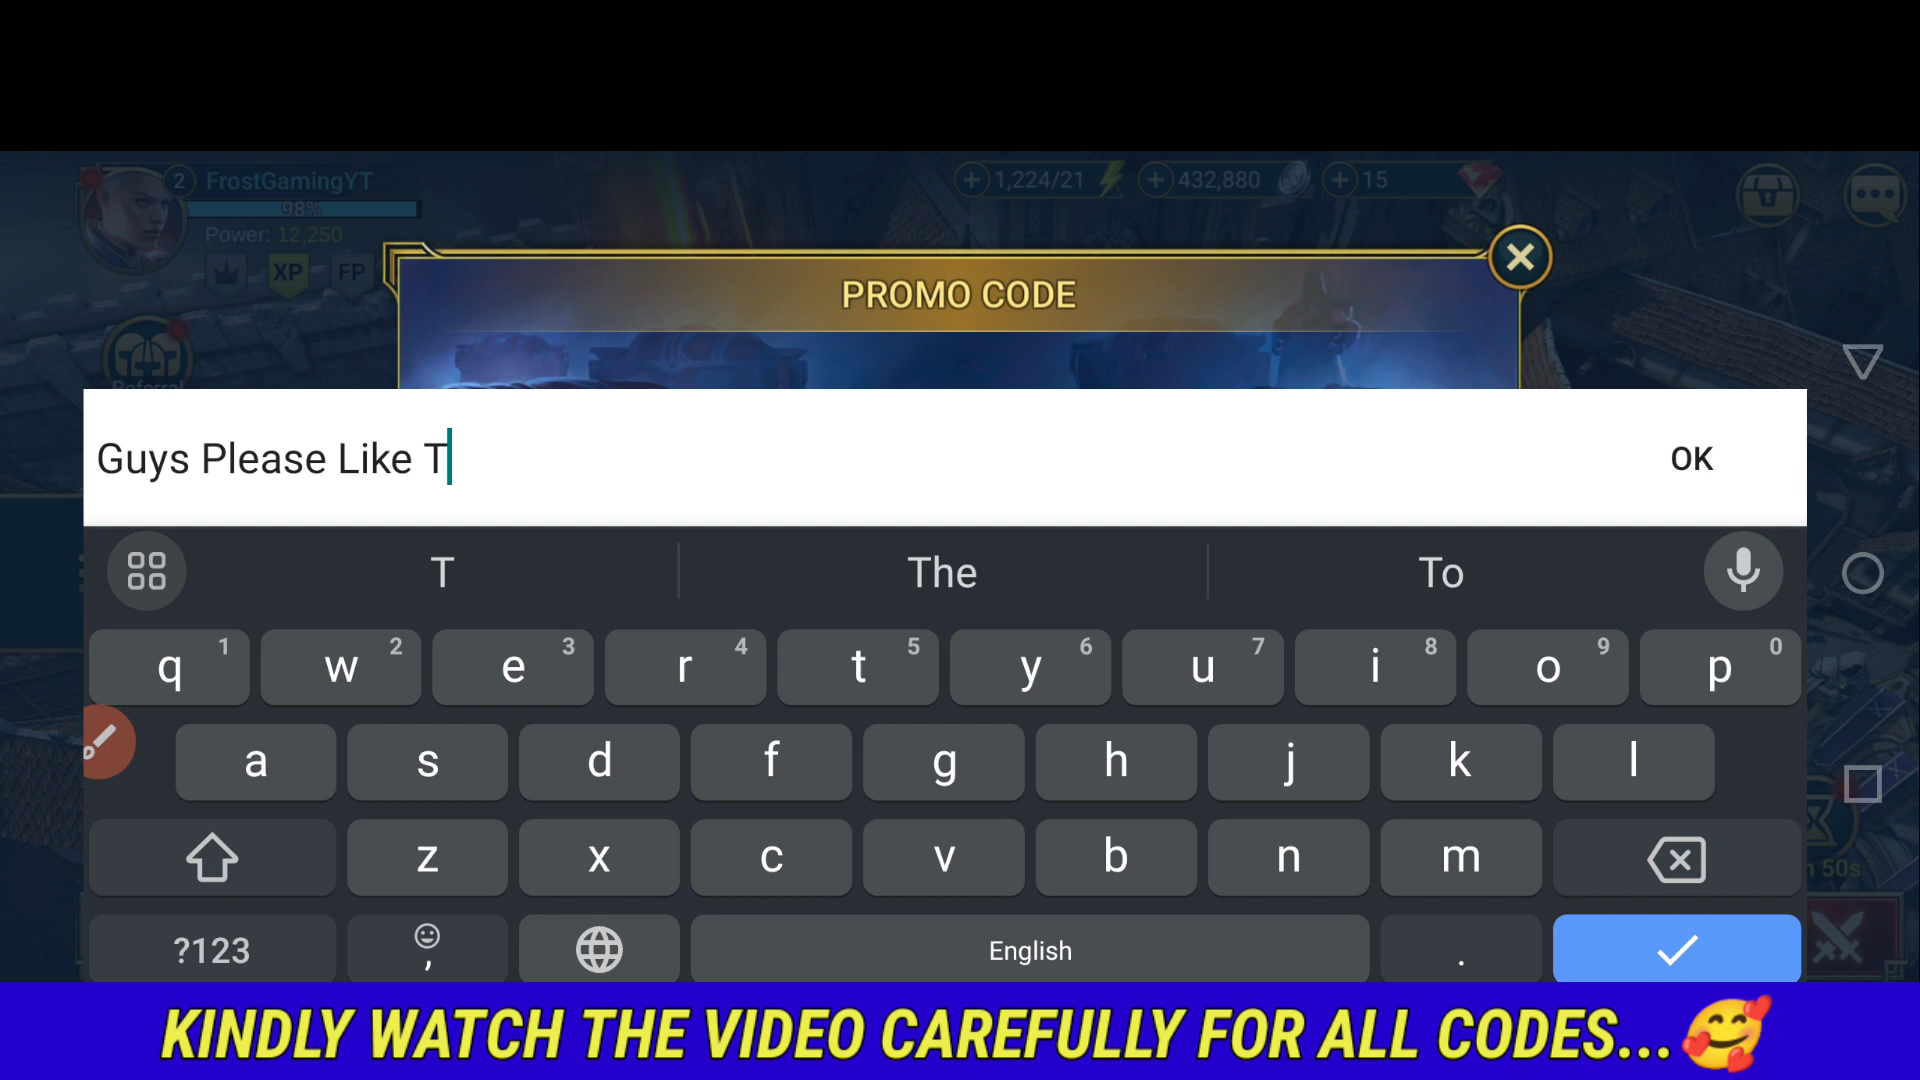 2 FrostGamingYT
98%
Power: 12,250
XP FP
1,224/21 432,880 15
PROMO CODE
Referral
Guys Please Like T OK
T The To
q 1 w 2 e 3 r 4 t 5 y 6 u 7 i 8 o 9 p 0
a s d f g h j k l
z x c v b n m
50s
?123 , English .
KINDLY WATCH THE VIDEO CAREFULLY FOR ALL CODES...